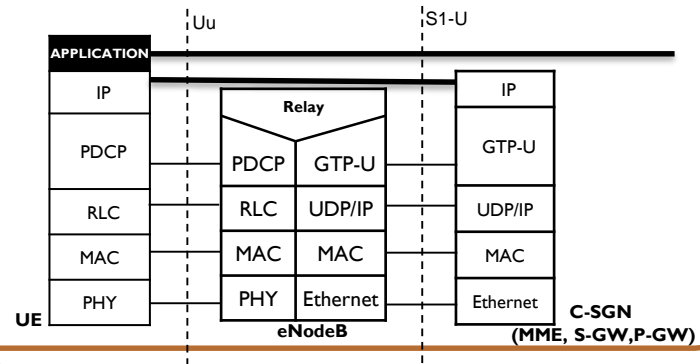 Uu
S1-U
APPLICATION
IP
PDCP
RLC
MAC
PHY
UE
Relay
PDCP GTP-U
RLC UDP/IP
MAC MAC
PHY Ethernet
eNodeB
IP
GTP-U
UDP/IP
MAC
Ethernet
C-SGN
(MME, S-GW,P-GW)